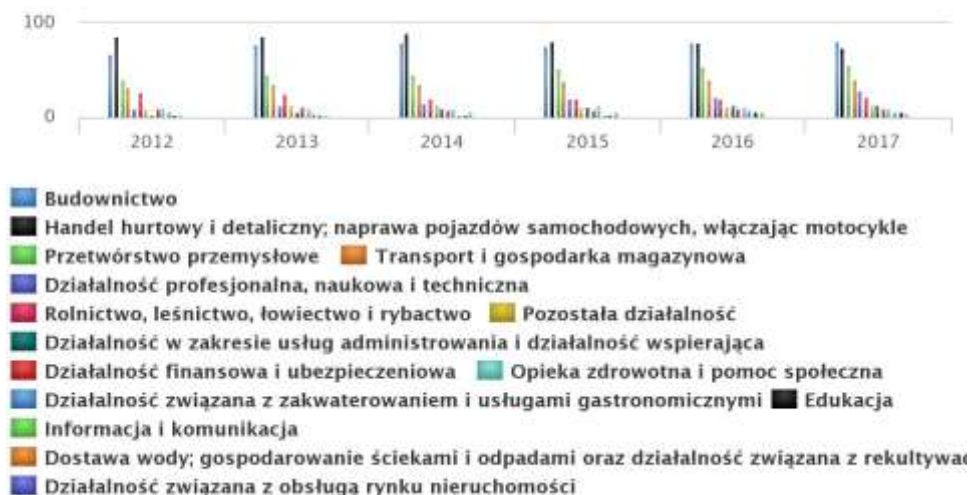 100
0
2012 2013 2014 2015 2016 2017
Budownictwo
Handel hurtowy i detaliczny; naprawa pojazdów samochodowych, włączając motocykle
Przetwórstwo przemysłowe Transport i gospodarka magazynowa
Działalność profesjonalna, naukowa i techniczna
Rolnictwo, leśnictwo, łowiectwo i rybactwo Pozostała działalność
Działalność w zakresie usług administrowania i działalność wspierająca
Działalność finansowa i ubezpieczeniowa Opieka zdrowotna i pomoc społeczna
Działalność związana z zakwaterowaniem i usługami gastronomicznymi Edukacja
Informacja i komunikacja
Dostawa wody; gospodarowanie ściekami i odpadami oraz działalność związana z rekultywac
Działalność związana z obsługą rynku nieruchomości